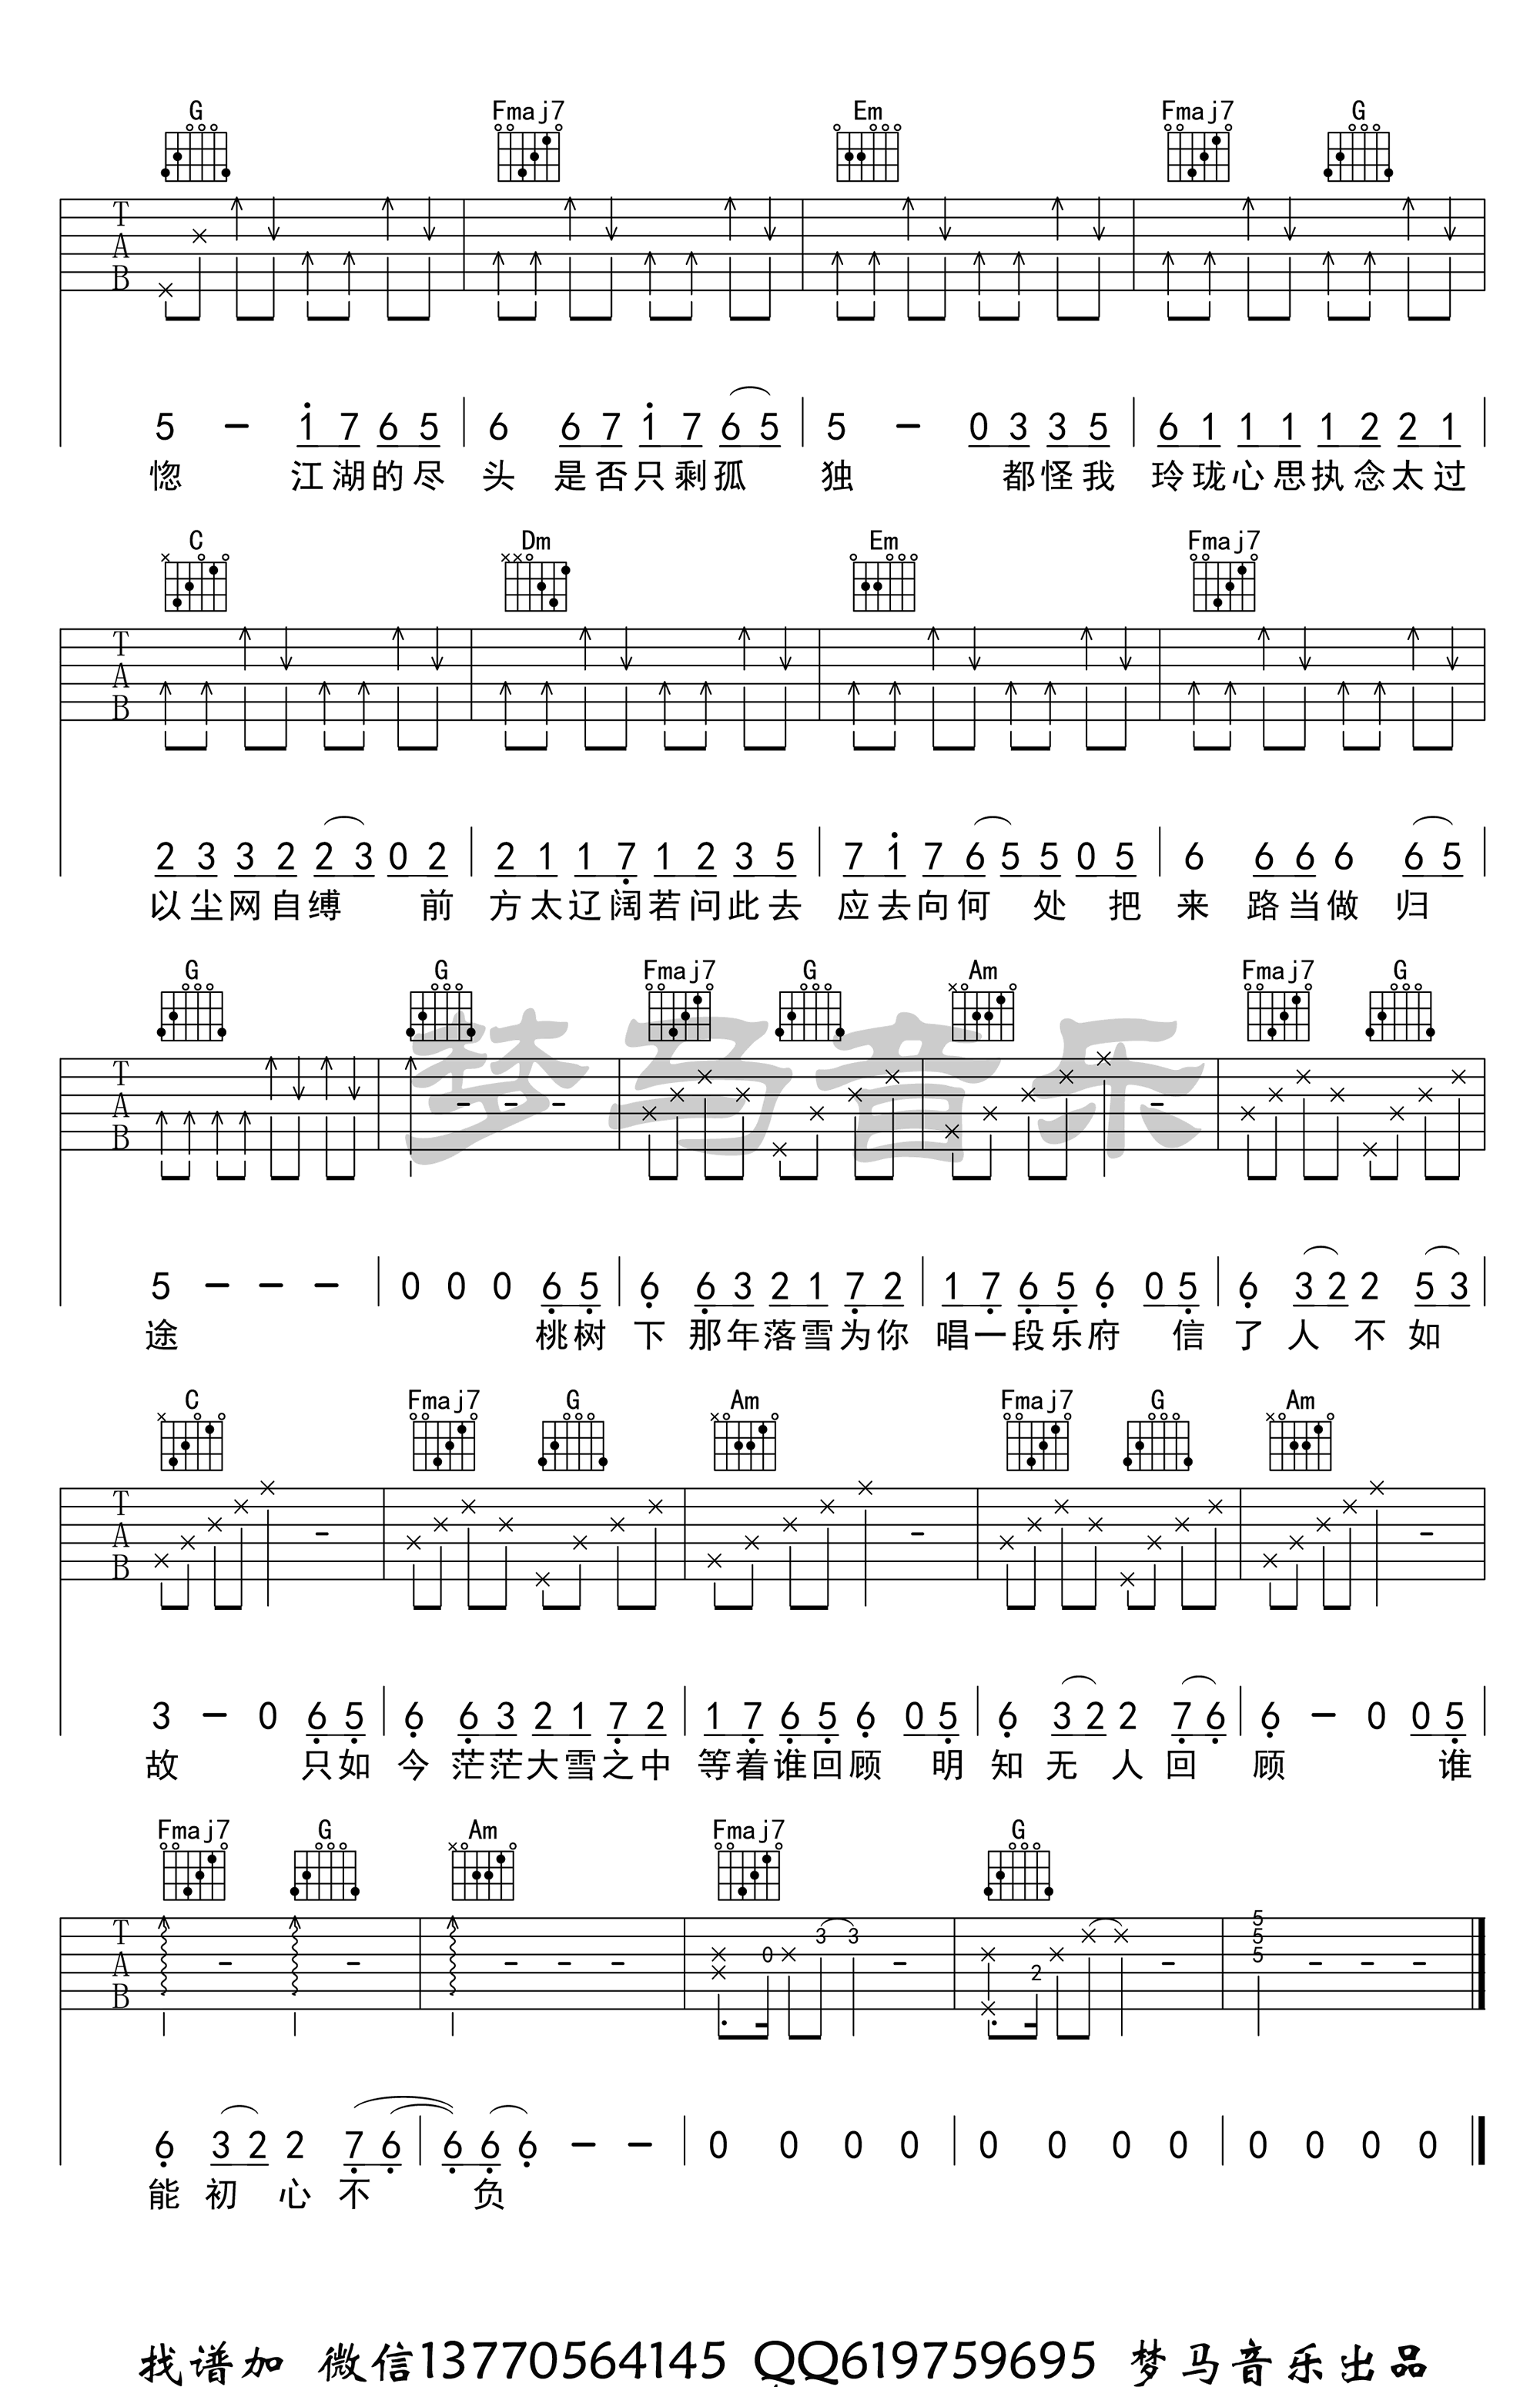 G Fmaj7 Em Fmaj7 G
T
A
B
5 - 1 7 6 5 6 6 7 1 7 6 5 5 - 0 3 3 5 6 1 1 1 1 2 2 1
惚 江湖的尽 头 是否只剩孤 独 都怪我 玲珑心思执念太过
C Dm Em Fmaj7
T
A
B
2 3 3 2 2 3 0 2 2 1 1 7 1 2 3 5 7 1 7 6 5 5 0 5 6 6 6 6 6 5
以尘网自缚 前 方太辽阔若问此去 应去向何 处 把 来 路当做 归
G G Fmaj7 G Am Fmaj7 G
梦马音乐
T
A
B
5 - - - 0 0 0 6 5 6 6 3 2 1 7 2 1 7 6 5 6 0 5 6 3 2 2 5 3
途 桃树 下 那年落雪为你 唱一段乐府 信 了 人 不 如
C Fmaj7 G Am Fmaj7 G Am
T
A
B
3 - 0 6 5 6 6 3 2 1 7 2 1 7 6 5 6 0 5 6 3 2 2 7 6 6 - 0 0 5
故 只如 今 茫茫大雪之中 等着谁回顾 明 知 无 人 回 顾 谁
Fmaj7 G Am Fmaj7 G
T
A
B
0 3 3 2 5 5 5
6 3 2 2 7 6 6 6 6 - - 0 0 0 0 0 0 0 0 0 0 0 0
能 初 心 不 负
找谱加 微信13770564145 QQ619759695 梦马音乐出品